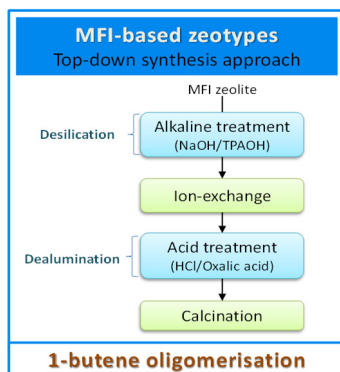 MFI-based zeotypes
Top-down synthesis approach
MFI zeolite
Desilication
Alkaline treatment
(NaOH/TPAOH)
Ion-exchange
Dealumination
Acid treatment
(HCl/Oxalic acid)
Calcination
1-butene oligomerisation